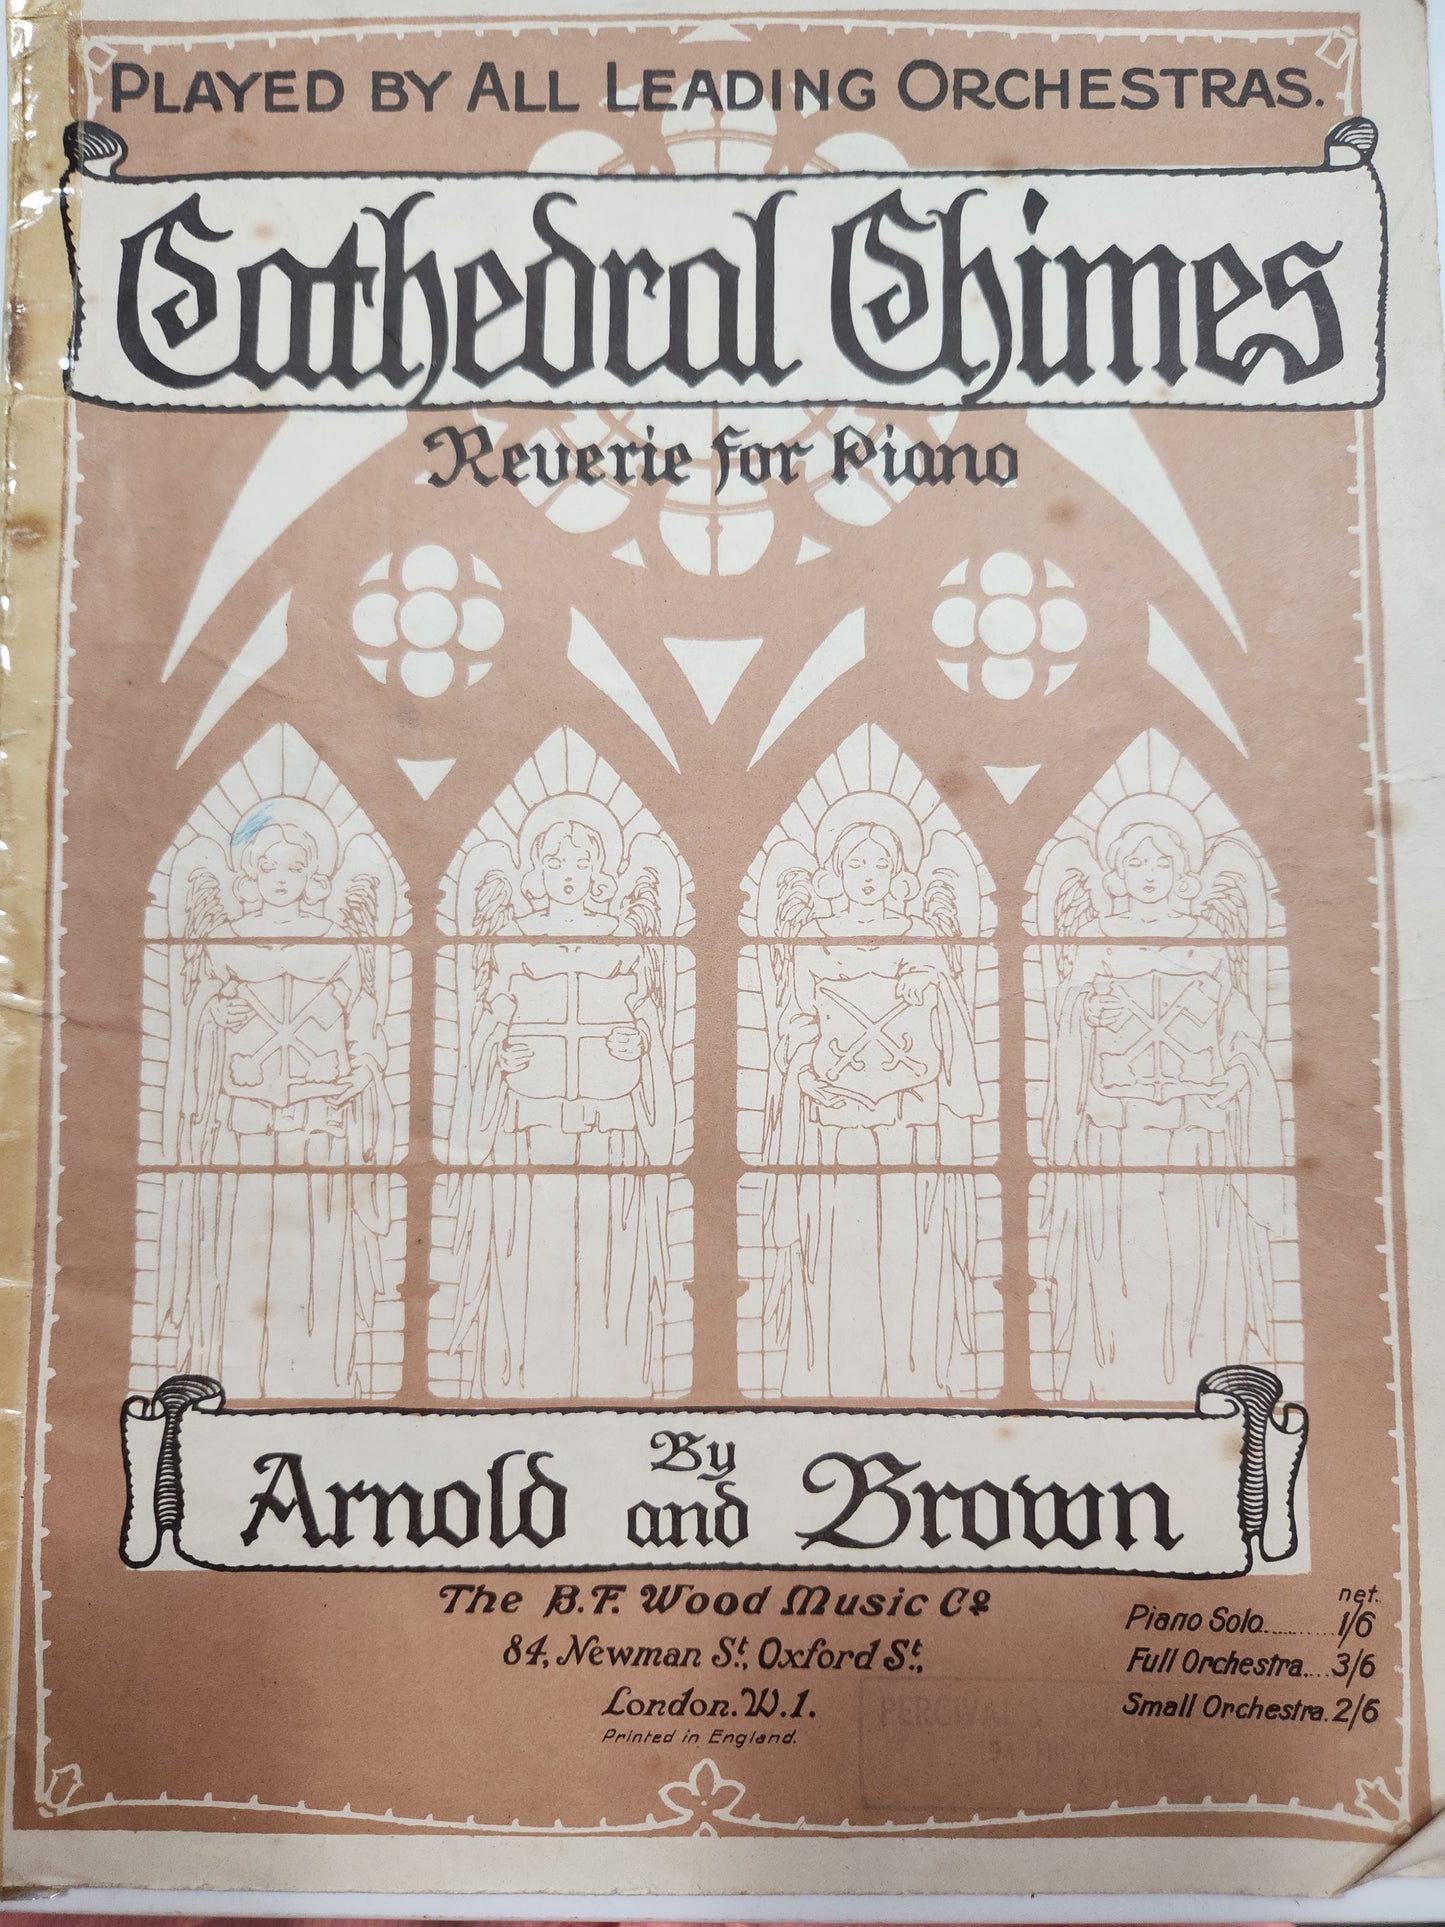 PLAYED BY ALL LEADING ORCHESTRAS.
Cathedral Chimes
Reverie for Piano
By
Arnold and Brown
The B.F. Wood Music Co
84, Newman St., Oxford St.,
London. W.1.
Printed in England.
net.
Piano Solo..........1/6
Full Orchestra....3/6
Small Orchestra. 2/6
PERCIVAL